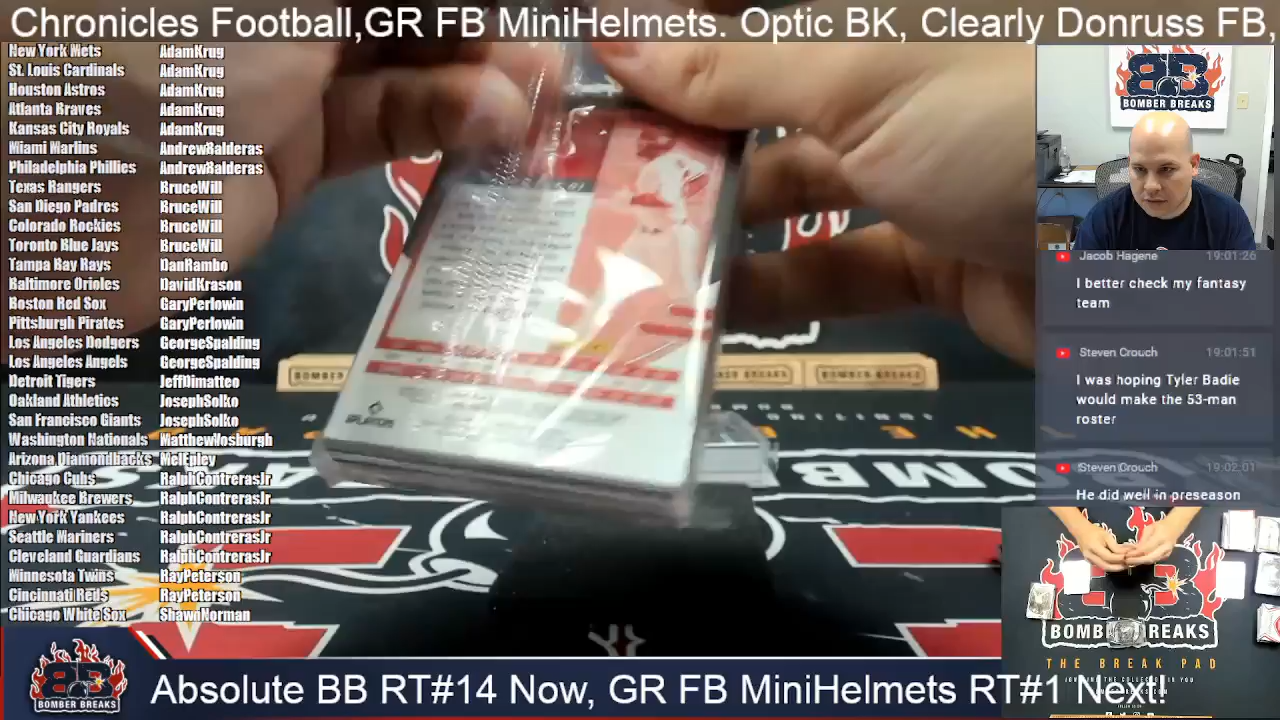 Chronicles Football,GR FB MiniHelmets. Optic BK, Clearly Donruss FB,
New York Mets AdamKrug
St. Louis Cardinals AdamKrug
Houston Astros AdamKrug
Atlanta Braves AdamKrug
Kansas City Royals AdamKrug
Miami Marlins AndrewBalderas
Philadelphia Phillies AndrewBalderas
Texas Rangers BruceWill
San Diego Padres BruceWill
Colorado Rockies BruceWill
Toronto Blue Jays BruceWill
Tampa Bay Rays DanRambo
Baltimore Orioles DavidKrason
Boston Red Sox GaryPerlowin
Pittsburgh Pirates GaryPerlowin
Los Angeles Dodgers GeorgeSpalding
Los Angeles Angels GeorgeSpalding
Detroit Tigers JeffDimatteo
Oakland Athletics JosephSolko
San Francisco Giants JosephSolko
Washington Nationals MatthewVosburgh
Arizona Diamondbacks McIEpley
Chicago Cubs RalphContrerasJr
Milwaukee Brewers RalphContrerasJr
New York Yankees RalphContrerasJr
Seattle Mariners RalphContrerasJr
Cleveland Guardians RalphContrerasJr
Minnesota Twins RayPeterson
Cincinnati Reds RayPeterson
Chicago White Sox ShawnNorman
BOMBER BREAKS
Jacob Hagene 19:01:26
I better check my fantasy
team
Steven Crouch 19:01:51
I was hoping Tyler Badie
would make the 53-man
roster
Steven Crouch 19:02:01
He did well in preseason
THE BREAK PAD
BOMBER BREAKS
Absolute BB RT#14 Now, GR FB MiniHelmets RT#1 Next!